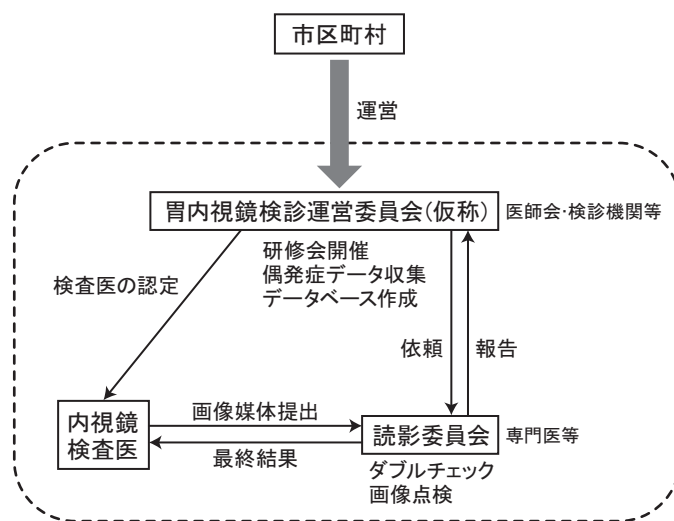 市区町村
運営
胃内視鏡検診運営委員会(仮称)
医師会・検診機関等
研修会開催
偶発症データ収集
データベース作成
検査医の認定
依頼
報告
内視鏡
検査医
画像媒体提出
最終結果
読影委員会
専門医等
ダブルチェック
画像点検